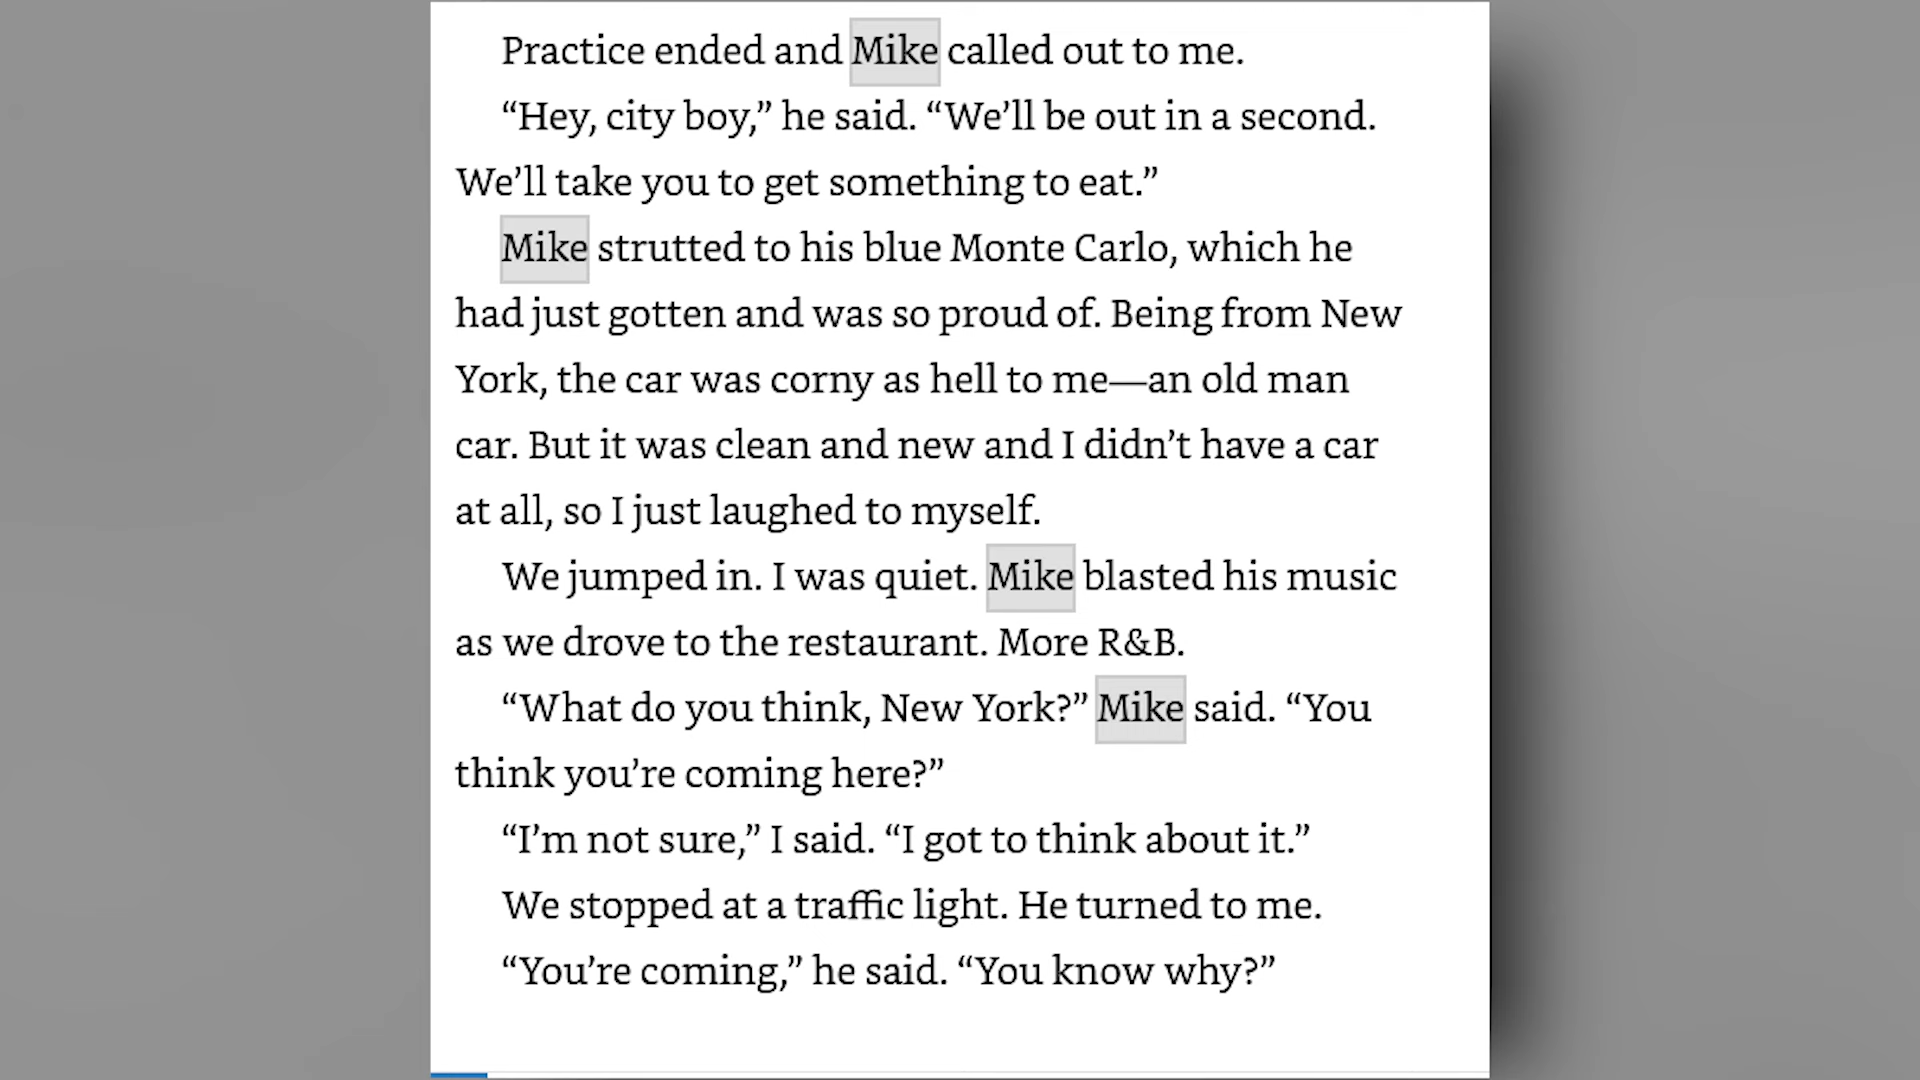 Practice ended and Mike called out to me.
“Hey, city boy,” he said. “We’ll be out in a second.
We’ll take you to get something to eat.”
Mike strutted to his blue Monte Carlo, which he
had just gotten and was so proud of. Being from New
York, the car was corny as hell to me—an old man
car. But it was clean and new and I didn’t have a car
at all, so I just laughed to myself.
We jumped in. I was quiet. Mike blasted his music
as we drove to the restaurant. More R&B.
“What do you think, New York?” Mike said. “You
think you’re coming here?”
“I’m not sure,” I said. “I got to think about it.”
We stopped at a traffic light. He turned to me.
“You’re coming,” he said. “You know why?”